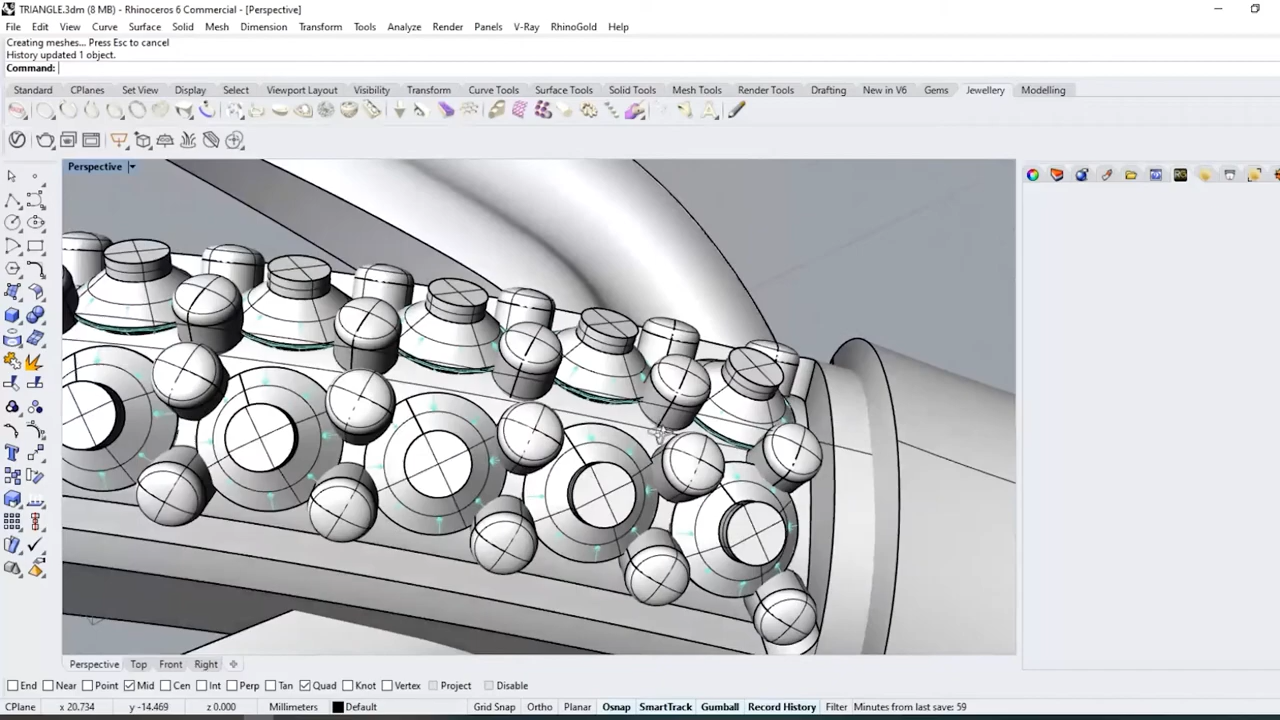 TRIANGLE.3dm (8 MB) - Rhinoceros 6 Commercial - [Perspective]
File Edit View Curve Surface Solid Mesh Dimension Transform Tools Analyze Render Panels V-Ray RhinoGold Help
Creating meshes... Press Esc to cancel
History updated 1 object.
Command:
Standard CPlanes Set View Display Select Viewport Layout Visibility Transform Curve Tools Surface Tools Solid Tools Mesh Tools Render Tools Drafting New in V6 Gems Jewellery Modelling
Perspective
Perspective Top Front Right
End Near Point Mid Cen Int Perp Tan Quad Knot Vertex Project Disable
CPlane x 20.734 y -14.469 z 0.000 Millimeters Default Grid Snap Ortho Planar Osnap SmartTrack Gumball Record History Filter Minutes from last save: 59